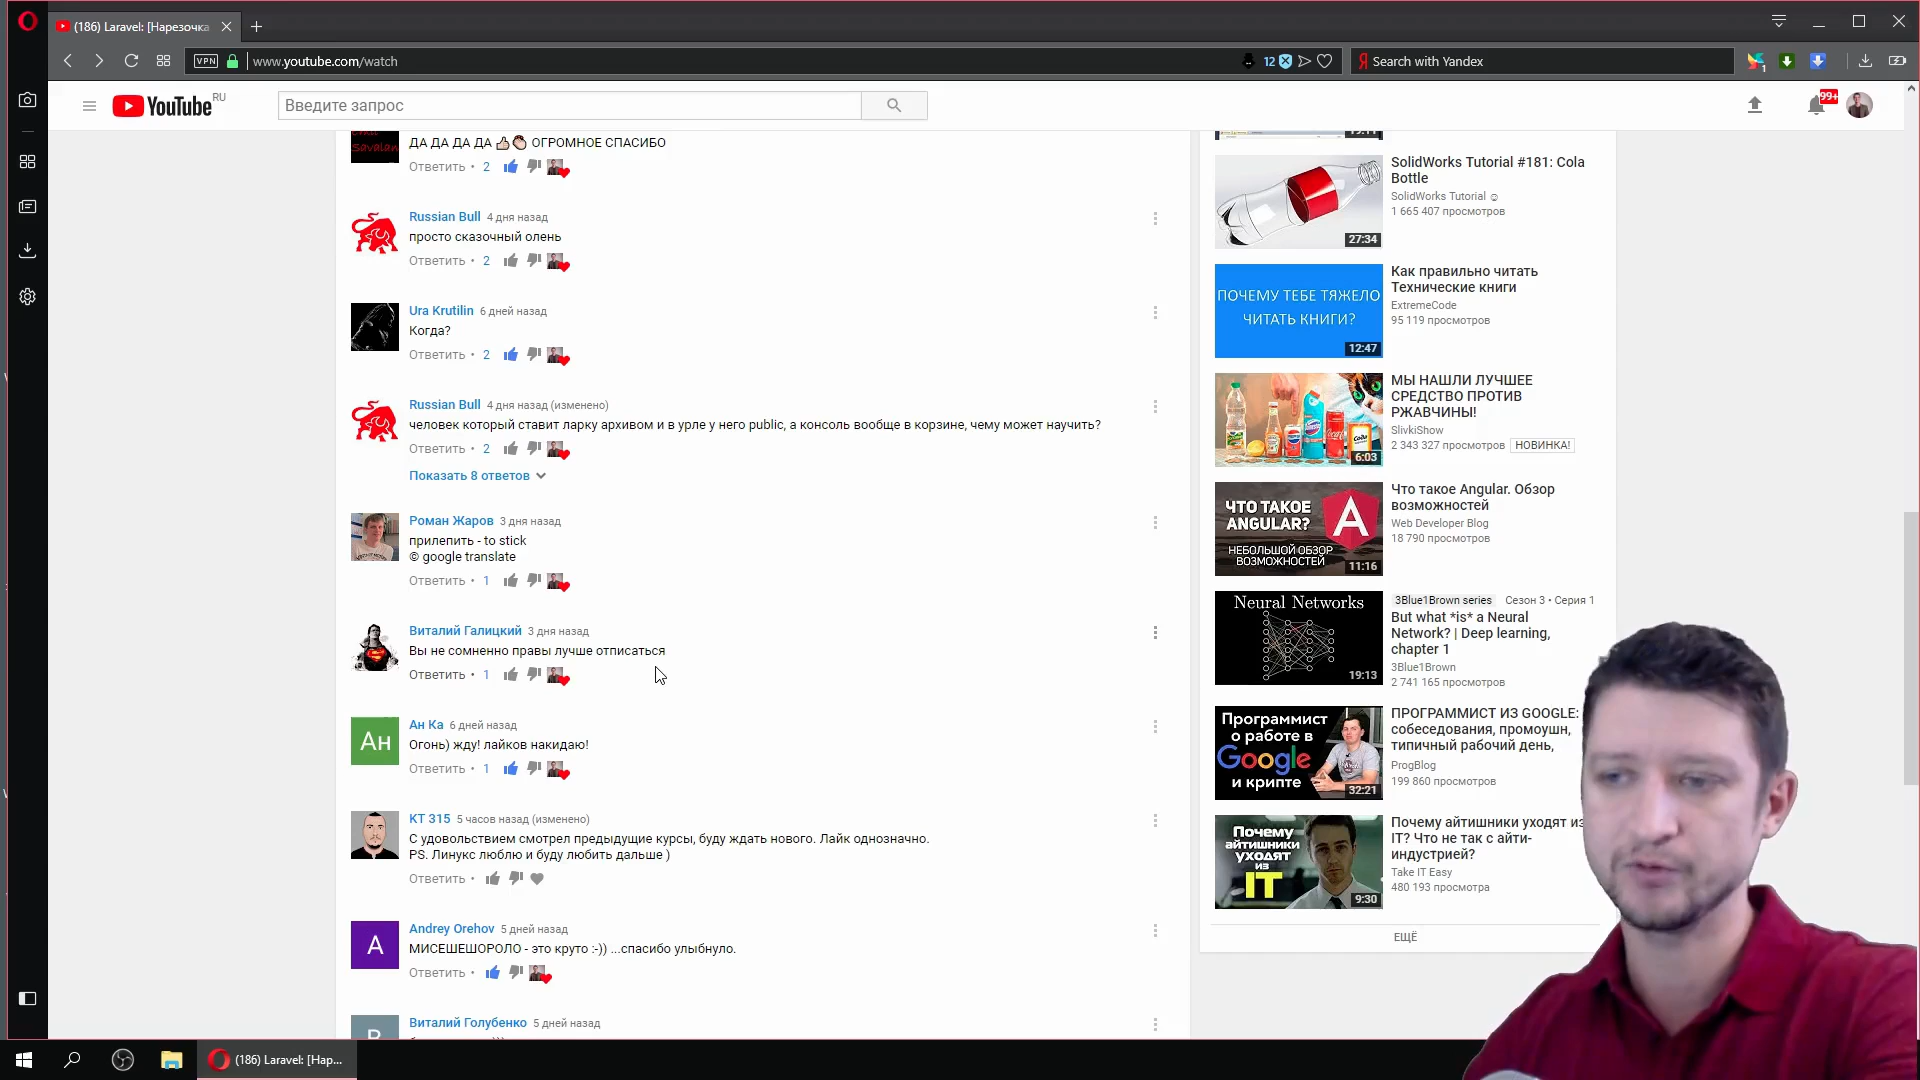 (186) Laravel: [Нарезочка
VPN
www.youtube.com/watch
12
Search with Yandex
1
YouTube
RU
Введите запрос
99+
Savalan
ДА ДА ДА ДА ОГРОМНОЕ СПАСИБО
Ответить • 2
Russian Bull 4 дня назад
просто сказочный олень
Ответить • 2
Ura Krutilin 6 дней назад
Когда?
Ответить • 2
Russian Bull 4 дня назад (изменено)
человек который ставит ларку архивом и в урле у него public, а консоль вообще в корзине, чему может научить?
Ответить • 2
Показать 8 ответов
Роман Жаров 3 дня назад
прилепить - to stick
© google translate
Ответить • 1
Виталий Галицкий 3 дня назад
Вы не сомненно правы лучше отписаться
Ответить • 1
Ан
Ан Ка 6 дней назад
Огонь) жду! лайков накидаю!
Ответить • 1
KT 315 5 часов назад (изменено)
С удовольствием смотрел предыдущие курсы, буду ждать нового. Лайк однозначно.
PS. Линукс люблю и буду любить дальше )
Ответить •
A
Andrey Orehov 5 дней назад
МИСЕШЕШОРОЛО - это круто :-)) ...спасибо улыбнуло.
Ответить •
Виталий Голубенко 5 дней назад
19:11
27:34
SolidWorks Tutorial #181: Cola
Bottle
SolidWorks Tutorial ☺
1 665 407 просмотров
ПОЧЕМУ ТЕБЕ ТЯЖЕЛО
ЧИТАТЬ КНИГИ?
12:47
Как правильно читать
Технические книги
ExtremeCode
95 119 просмотров
6:03
МЫ НАШЛИ ЛУЧШЕЕ
СРЕДСТВО ПРОТИВ
РЖАВЧИНЫ!
SlivkiShow
2 343 327 просмотров НОВИНКА!
ЧТО ТАКОЕ
ANGULAR?
A
НЕБОЛЬШОЙ ОБЗОР
ВОЗМОЖНОСТЕЙ
11:16
Что такое Angular. Обзор
возможностей
Web Developer Blog
18 790 просмотров
Neural Networks
19:13
3Blue1Brown series Сезон 3 • Серия 1
But what *is* a Neural
Network? | Deep learning,
chapter 1
3Blue1Brown
2 741 165 просмотров
Программист
о работе в
Google
и крипте
32:21
ПРОГРАММИСТ ИЗ GOOGLE:
собеседования, промоушн,
типичный рабочий день,
ProgBlog
199 860 просмотров
Почему
айтишники
уходят
из
IT
9:30
Почему айтишники уходят из
IT? Что не так с айти-
индустрией?
Take IT Easy
480 193 просмотра
ЕЩЁ
(186) Laravel: [Нар...